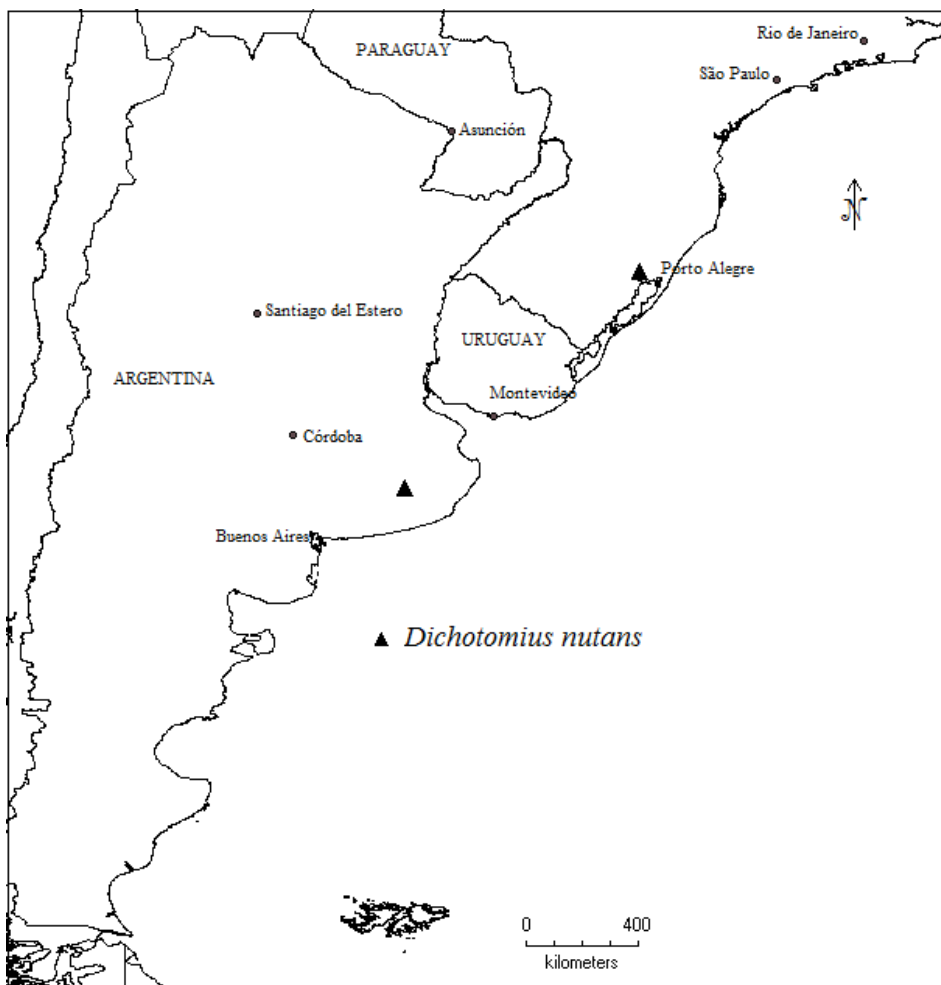 Rio de Janeiro
PARAGUAY
São Paulo
Asunción
N
Porto Alegre
Santiago del Estero
URUGUAY
ARGENTINA
Montevideo
Córdoba
Buenos Aires
Dichotomius nutans
0 400
kilometers